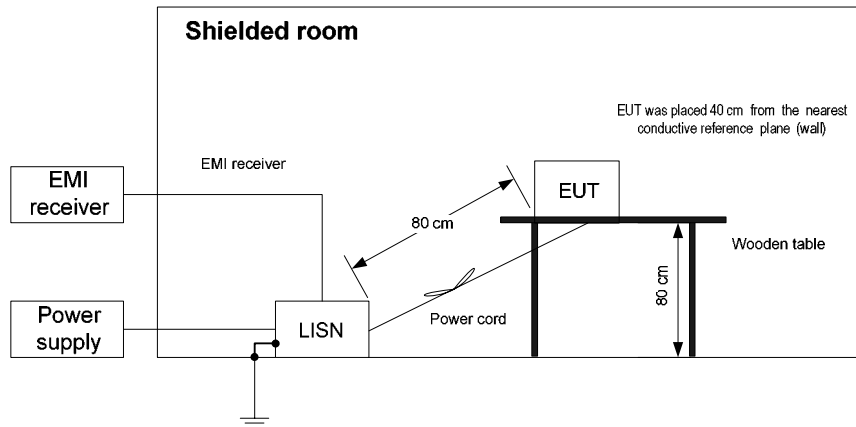 Shielded room
EUT was placed 40 cm from the nearest
conductive reference plane (wall)
EMI receiver
EMI
receiver
EUT
80 cm
Wooden table
80 cm
Power
supply
LISN
Power cord